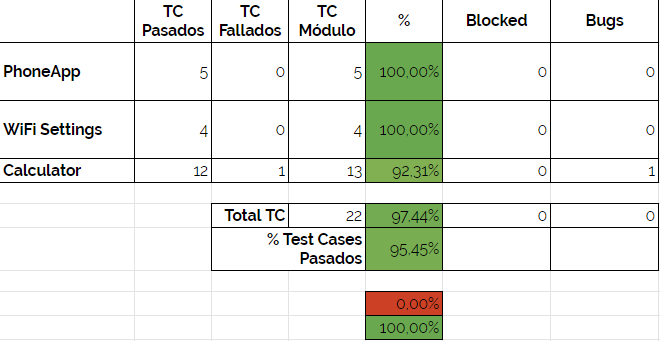 TC Pasados TC Fallados TC Módulo % Blocked Bugs
PhoneApp 5 0 5 100,00% 0 0
WiFi Settings 4 0 4 100,00% 0 0
Calculator 12 1 13 92,31% 0 1
Total TC 22 97,44% 0 0
% Test Cases Pasados 95,45%
0,00%
100,00%